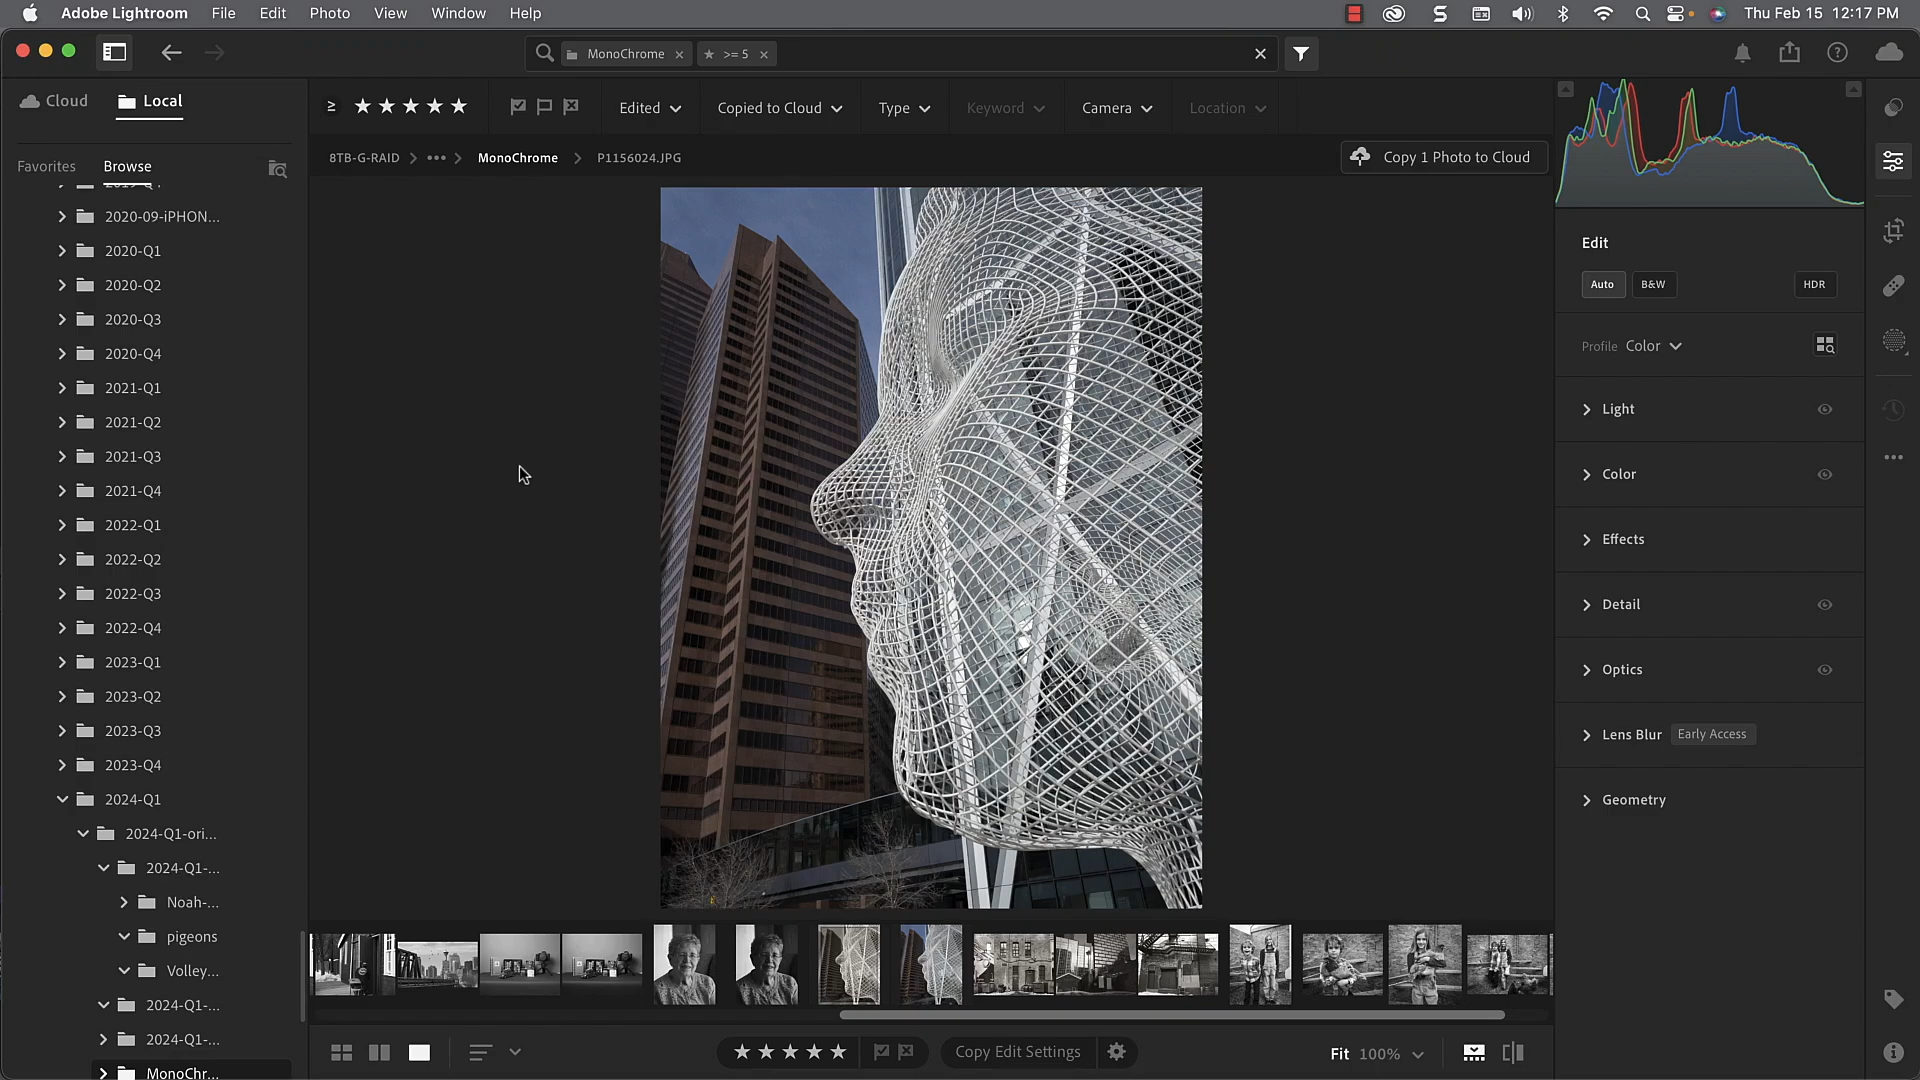 Adobe Lightroom File Edit Photo View Window Help Thu Feb 15 12:17 PM
MonoChrome × ★ >= 5 ×
Cloud Local
≥ ★★★★★ Edited Copied to Cloud Type Keyword Camera Location
8TB-G-RAID > ••• > MonoChrome > P1156024.JPG Copy 1 Photo to Cloud
Favorites Browse
2020-09-iPHON...
2020-Q1
2020-Q2
2020-Q3
2020-Q4
2021-Q1
2021-Q2
2021-Q3
2021-Q4
2022-Q1
2022-Q2
2022-Q3
2022-Q4
2023-Q1
2023-Q2
2023-Q3
2023-Q4
2024-Q1
2024-Q1-ori...
2024-Q1-...
Noah-...
pigeons
Volley...
2024-Q1-...
2024-Q1-...
MonoChr...
Edit
Auto B&W HDR
Profile Color
Light
Color
Effects
Detail
Optics
Lens Blur Early Access
Geometry
★★★★★ Copy Edit Settings Fit 100%